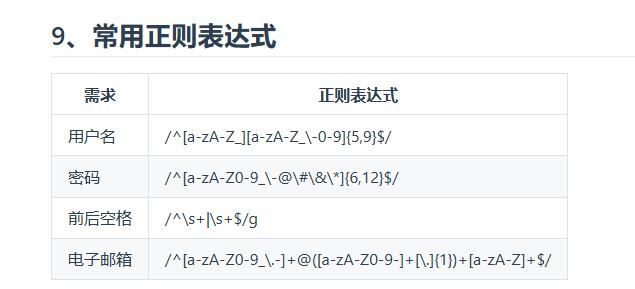 9、常用正则表达式
需求 正则表达式
用户名 /^[a-zA-Z_][a-zA-Z_\-0-9]{5,9}$/
密码 /^[a-zA-Z0-9_\-@\#\&\*]{6,12}$/
前后空格 /^\s+|\s+$/g
电子邮箱 /^[a-zA-Z0-9_\.-]+@([a-zA-Z0-9-]+[\.]{1})+[a-zA-Z]+$/